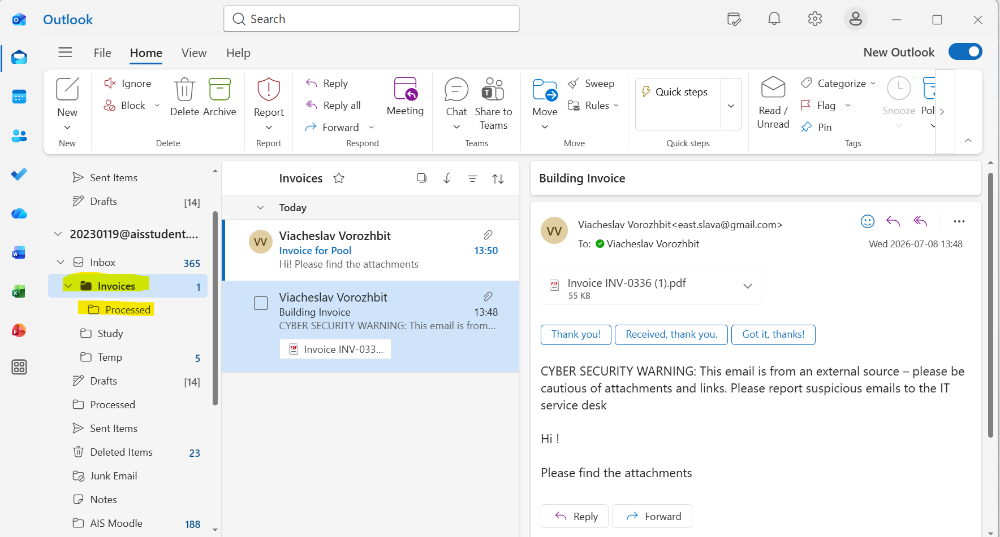 Outlook
Search
File Home View Help
New Outlook
New
New
Ignore
Block
Delete
Archive
Delete
Report
Report
Reply
Reply all
Forward
Meeting
Respond
Chat
Share to
Teams
Teams
Move
Sweep
Rules
Move
Quick steps
Quick steps
Read /
Unread
Categorize
Flag
Pin
Snooze
Pol
Tags
Sent Items
Drafts [14]
20230119@aisstudent....
Inbox 365
Invoices 1
Processed
Study
Temp 5
Drafts [14]
Processed
Sent Items
Deleted Items 23
Junk Email
Notes
AIS Moodle 188
Invoices
Today
VV
Viacheslav Vorozhbit
Invoice for Pool 13:50
Hi! Please find the attachments
Viacheslav Vorozhbit
Building Invoice 13:48
CYBER SECURITY WARNING: This email is from...
PDF Invoice INV-033...
Building Invoice
VV
Viacheslav Vorozhbit<east.slava@gmail.com>
To: Viacheslav Vorozhbit
Wed 2026-07-08 13:48
PDF Invoice INV-0336 (1).pdf
55 KB
Thank you! Received, thank you. Got it, thanks!
CYBER SECURITY WARNING: This email is from an external source – please be
cautious of attachments and links. Please report suspicious emails to the IT
service desk
Hi !
Please find the attachments
Reply Forward